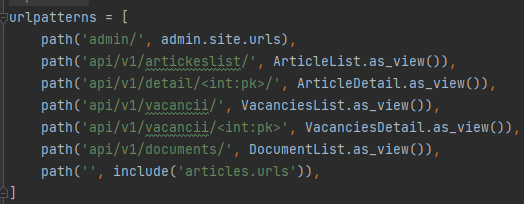 urlpatterns = [
path('admin/', admin.site.urls),
path('api/v1/artickeslist/', ArticleList.as_view()),
path('api/v1/detail/<int:pk>/', ArticleDetail.as_view()),
path('api/v1/vacancii/', VacanciesList.as_view()),
path('api/v1/vacancii/<int:pk>', VacanciesDetail.as_view()),
path('api/v1/documents/', DocumentList.as_view()),
path('', include('articles.urls')),
]